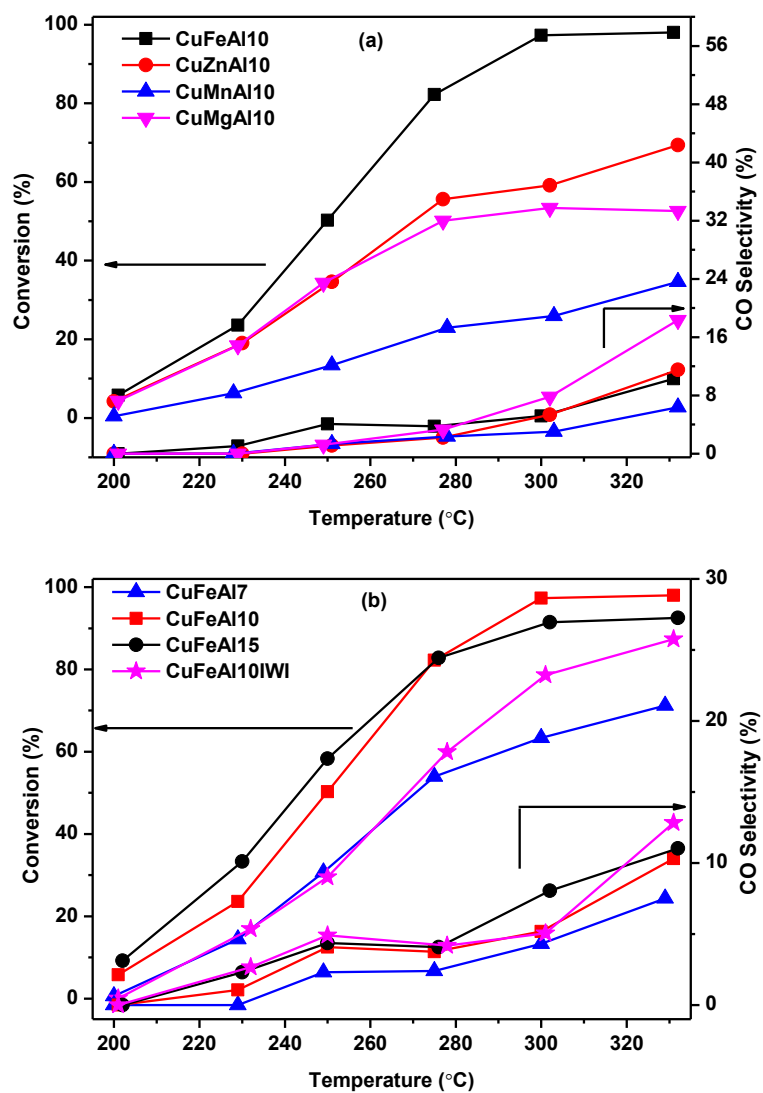 (a)
CuFeAl10
CuZnAl10
CuMnAl10
CuMgAl10
100
80
60
40
20
0
Conversion (%)
56
48
40
32
24
16
8
0
CO Selectivity (%)
200 220 240 260 280 300 320
Temperature (°C)
(b)
CuFeAl7
CuFeAl10
CuFeAl15
CuFeAl10IWI
100
80
60
40
20
0
Conversion (%)
30
20
10
0
CO Selectivity (%)
200 220 240 260 280 300 320
Temperature (°C)